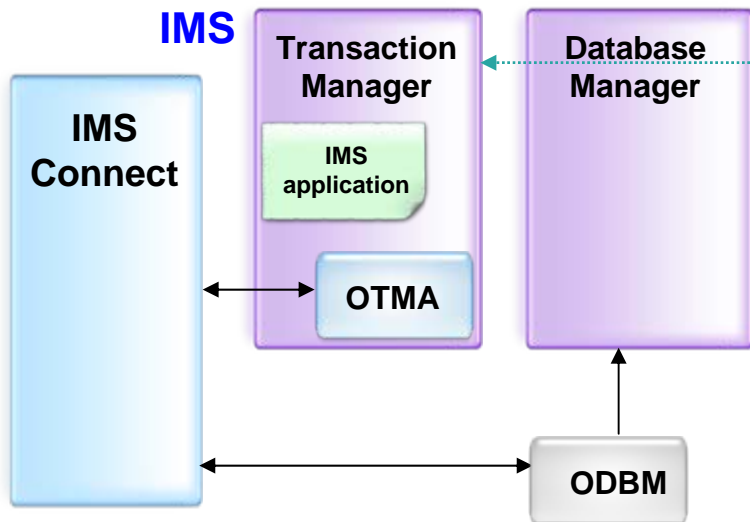 IMS
Transaction
Manager
Database
Manager
IMS
Connect
IMS
application
OTMA
ODBM